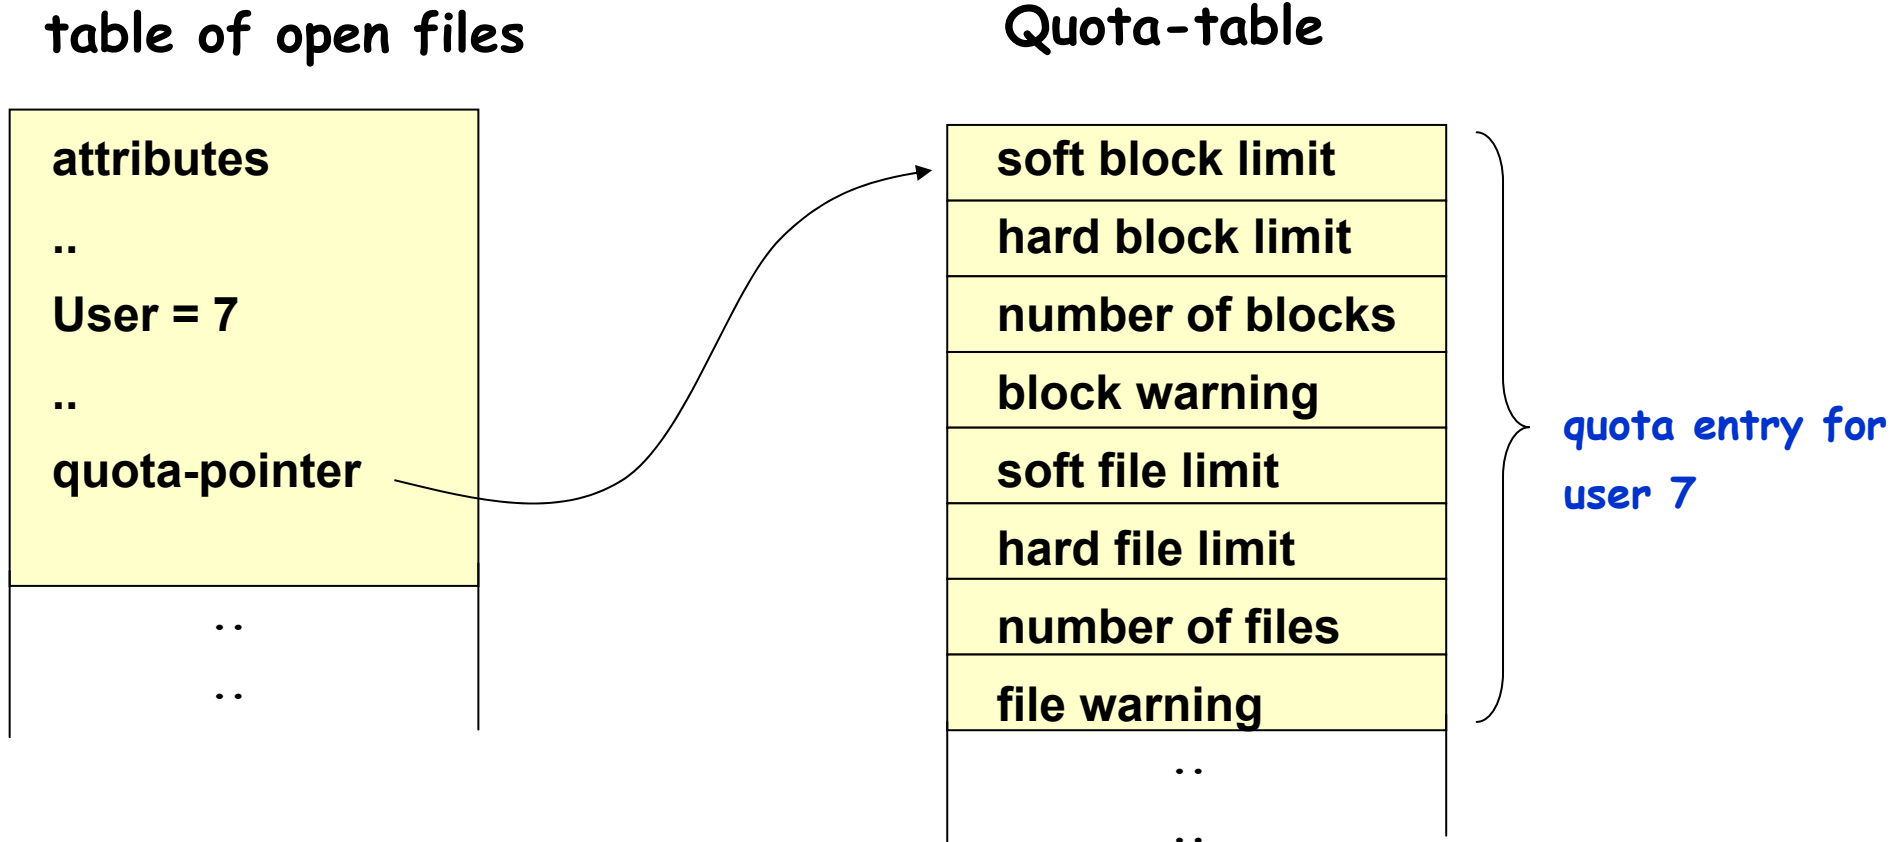 table of open files
attributes
..
User = 7
..
quota-pointer
..
..
Quota-table
soft block limit
hard block limit
number of blocks
block warning
soft file limit
hard file limit
number of files
file warning
..
..
quota entry for
user 7